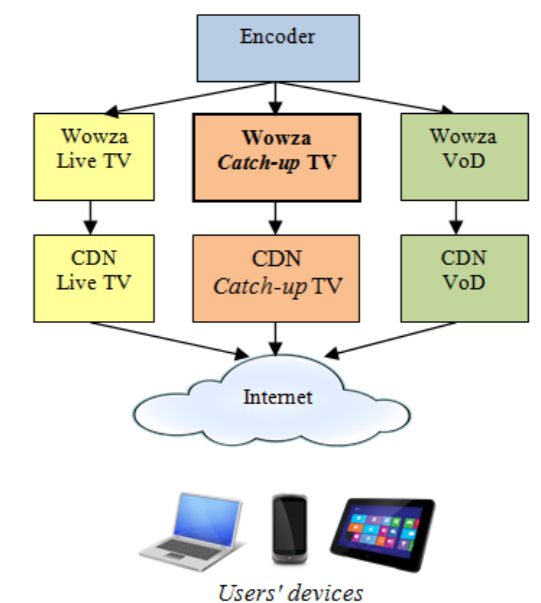 Encoder
Wowza
Live TV
Wowza
Catch-up TV
Wowza
VoD
CDN
Live TV
CDN
Catch-up TV
CDN
VoD
Internet
Users' devices